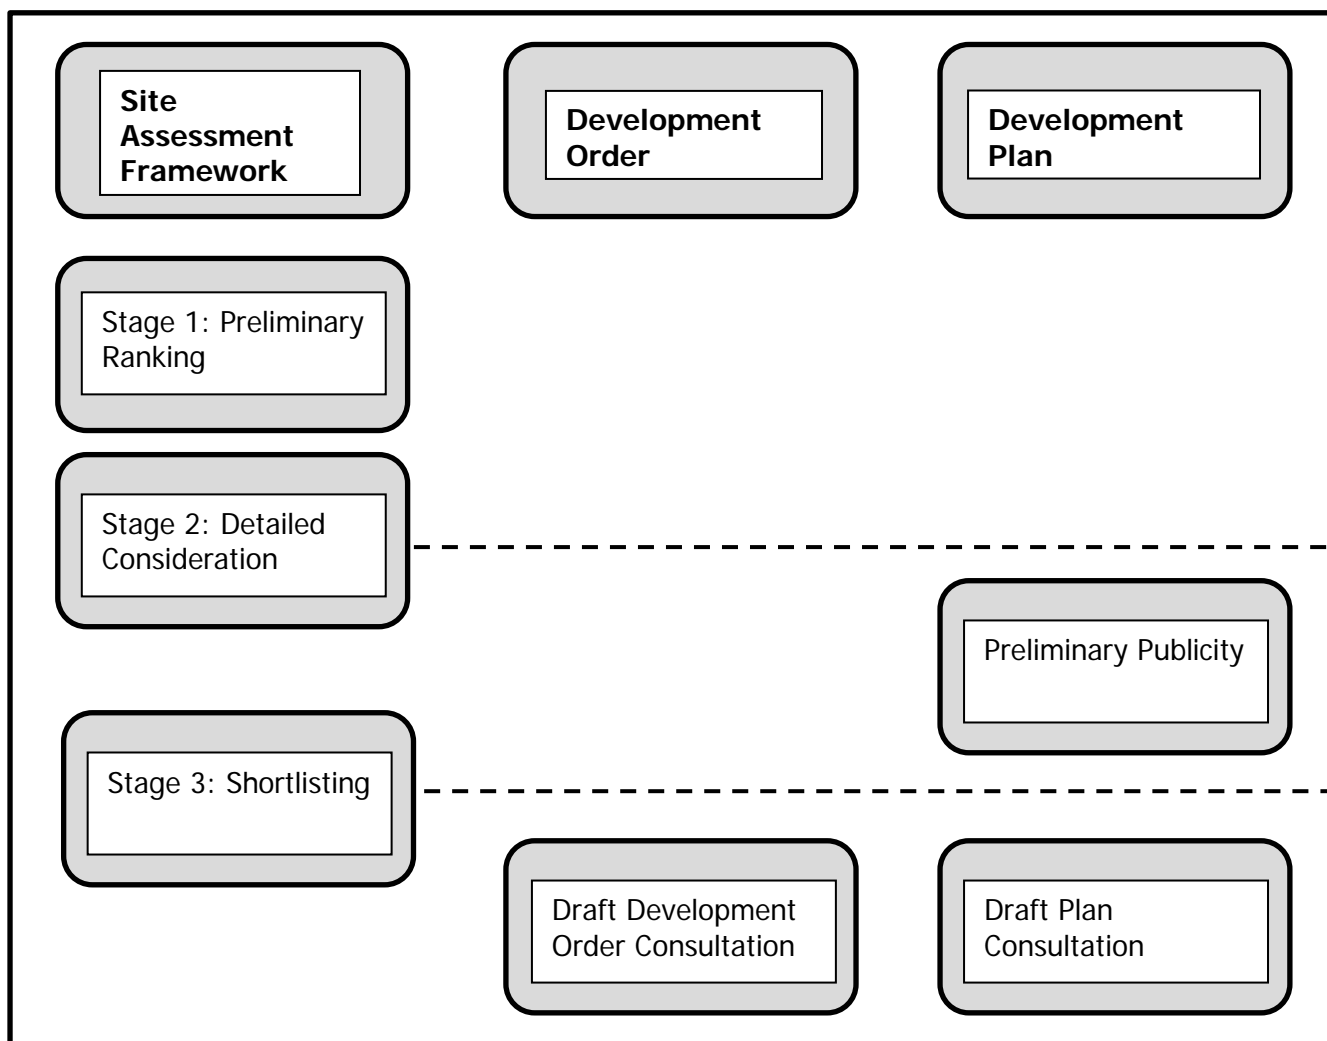 Site
Assessment
Framework
Development
Order
Development
Plan
Stage 1: Preliminary
Ranking
Stage 2: Detailed
Consideration
Preliminary Publicity
Stage 3: Shortlisting
Draft Development
Order Consultation
Draft Plan
Consultation